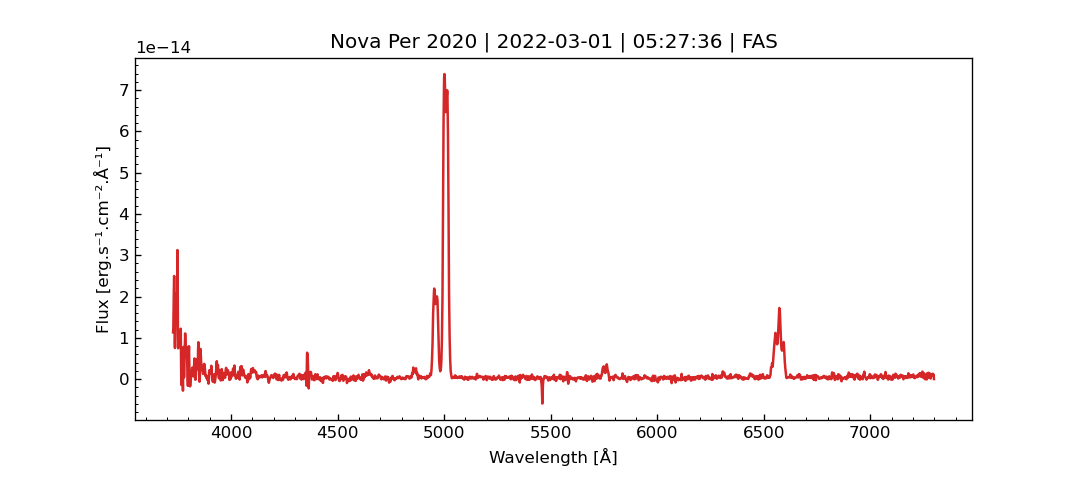 Nova Per 2020 | 2022-03-01 | 05:27:36 | FAS
1e−14
7
6
5
4
3
2
1
0
Flux [erg.s⁻¹.cm⁻².Å⁻¹]
4000 4500 5000 5500 6000 6500 7000
Wavelength [Å]